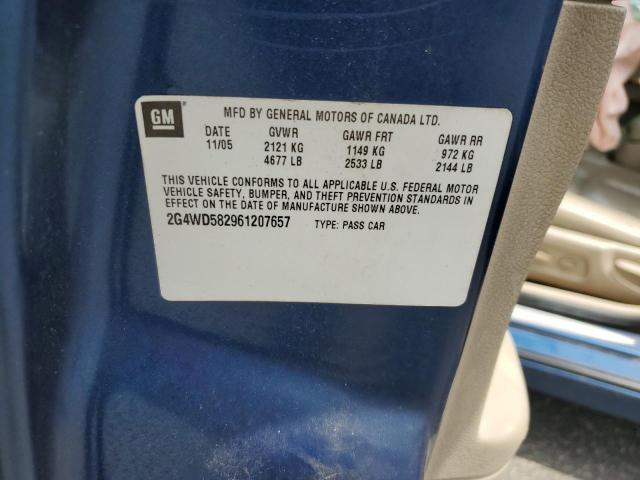 GM
MFD BY GENERAL MOTORS OF CANADA LTD.
DATE GVWR GAWR FRT GAWR RR
11/05 2121 KG 1149 KG 972 KG
4677 LB 2533 LB 2144 LB
THIS VEHICLE CONFORMS TO ALL APPLICABLE U.S. FEDERAL MOTOR
VEHICLE SAFETY, BUMPER, AND THEFT PREVENTION STANDARDS IN
EFFECT ON THE DATE OF MANUFACTURE SHOWN ABOVE.
2G4WD582961207657 TYPE: PASS CAR